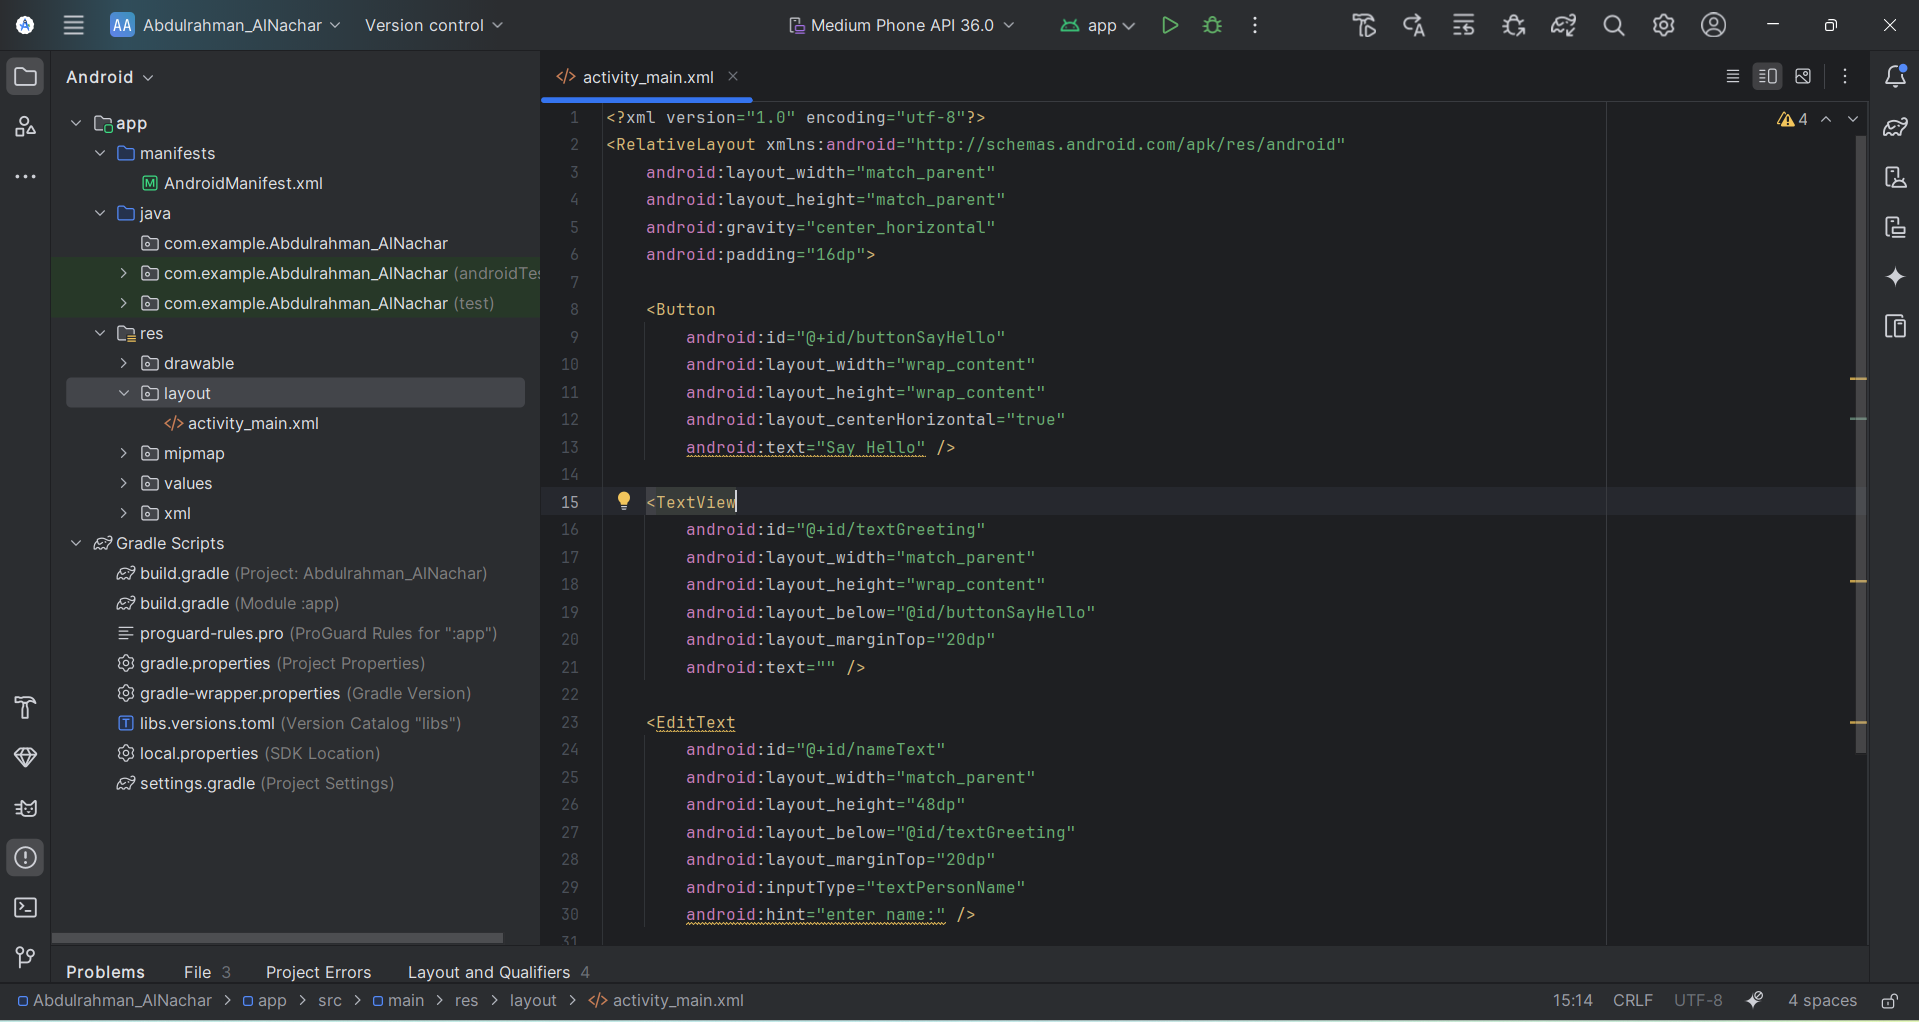 AA Abdulrahman_AlNachar Version control Medium Phone API 36.0 app
Android
activity_main.xml
app
manifests
AndroidManifest.xml
java
com.example.Abdulrahman_AlNachar
com.example.Abdulrahman_AlNachar (androidTes
com.example.Abdulrahman_AlNachar (test)
res
drawable
layout
activity_main.xml
mipmap
values
xml
Gradle Scripts
build.gradle (Project: Abdulrahman_AlNachar)
build.gradle (Module :app)
proguard-rules.pro (ProGuard Rules for ":app")
gradle.properties (Project Properties)
gradle-wrapper.properties (Gradle Version)
libs.versions.toml (Version Catalog "libs")
local.properties (SDK Location)
settings.gradle (Project Settings)
4
1 <?xml version="1.0" encoding="utf-8"?>
2 <RelativeLayout xmlns:android="http://schemas.android.com/apk/res/android"
3 android:layout_width="match_parent"
4 android:layout_height="match_parent"
5 android:gravity="center_horizontal"
6 android:padding="16dp">
7
8 <Button
9 android:id="@+id/buttonSayHello"
10 android:layout_width="wrap_content"
11 android:layout_height="wrap_content"
12 android:layout_centerHorizontal="true"
13 android:text="Say Hello" />
14
15 <TextView
16 android:id="@+id/textGreeting"
17 android:layout_width="match_parent"
18 android:layout_height="wrap_content"
19 android:layout_below="@id/buttonSayHello"
20 android:layout_marginTop="20dp"
21 android:text="" />
22
23 <EditText
24 android:id="@+id/nameText"
25 android:layout_width="match_parent"
26 android:layout_height="48dp"
27 android:layout_below="@id/textGreeting"
28 android:layout_marginTop="20dp"
29 android:inputType="textPersonName"
30 android:hint="enter name:" />
31
Problems File 3 Project Errors Layout and Qualifiers 4
Abdulrahman_AlNachar > app > src > main > res > layout > activity_main.xml 15:14 CRLF UTF-8 4 spaces